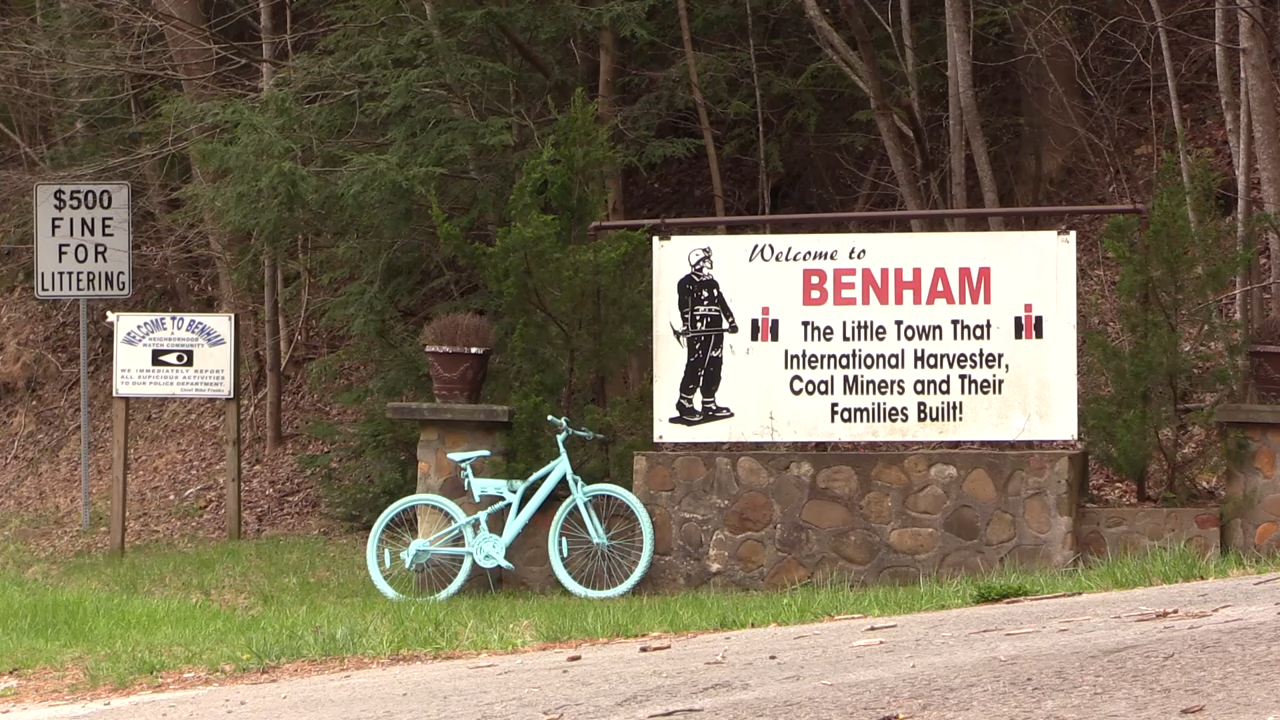 $500
FINE
FOR
LITTERING
WELCOME TO BENHAM
A
NEIGHBORHOOD
WATCH COMMUNITY
WE IMMEDIATELY REPORT
ALL SUPICIOUS ACTIVITIES
TO OUR POLICE DEPARTMENT.
Welcome to
BENHAM
The Little Town That
International Harvester,
Coal Miners and Their
Families Built!